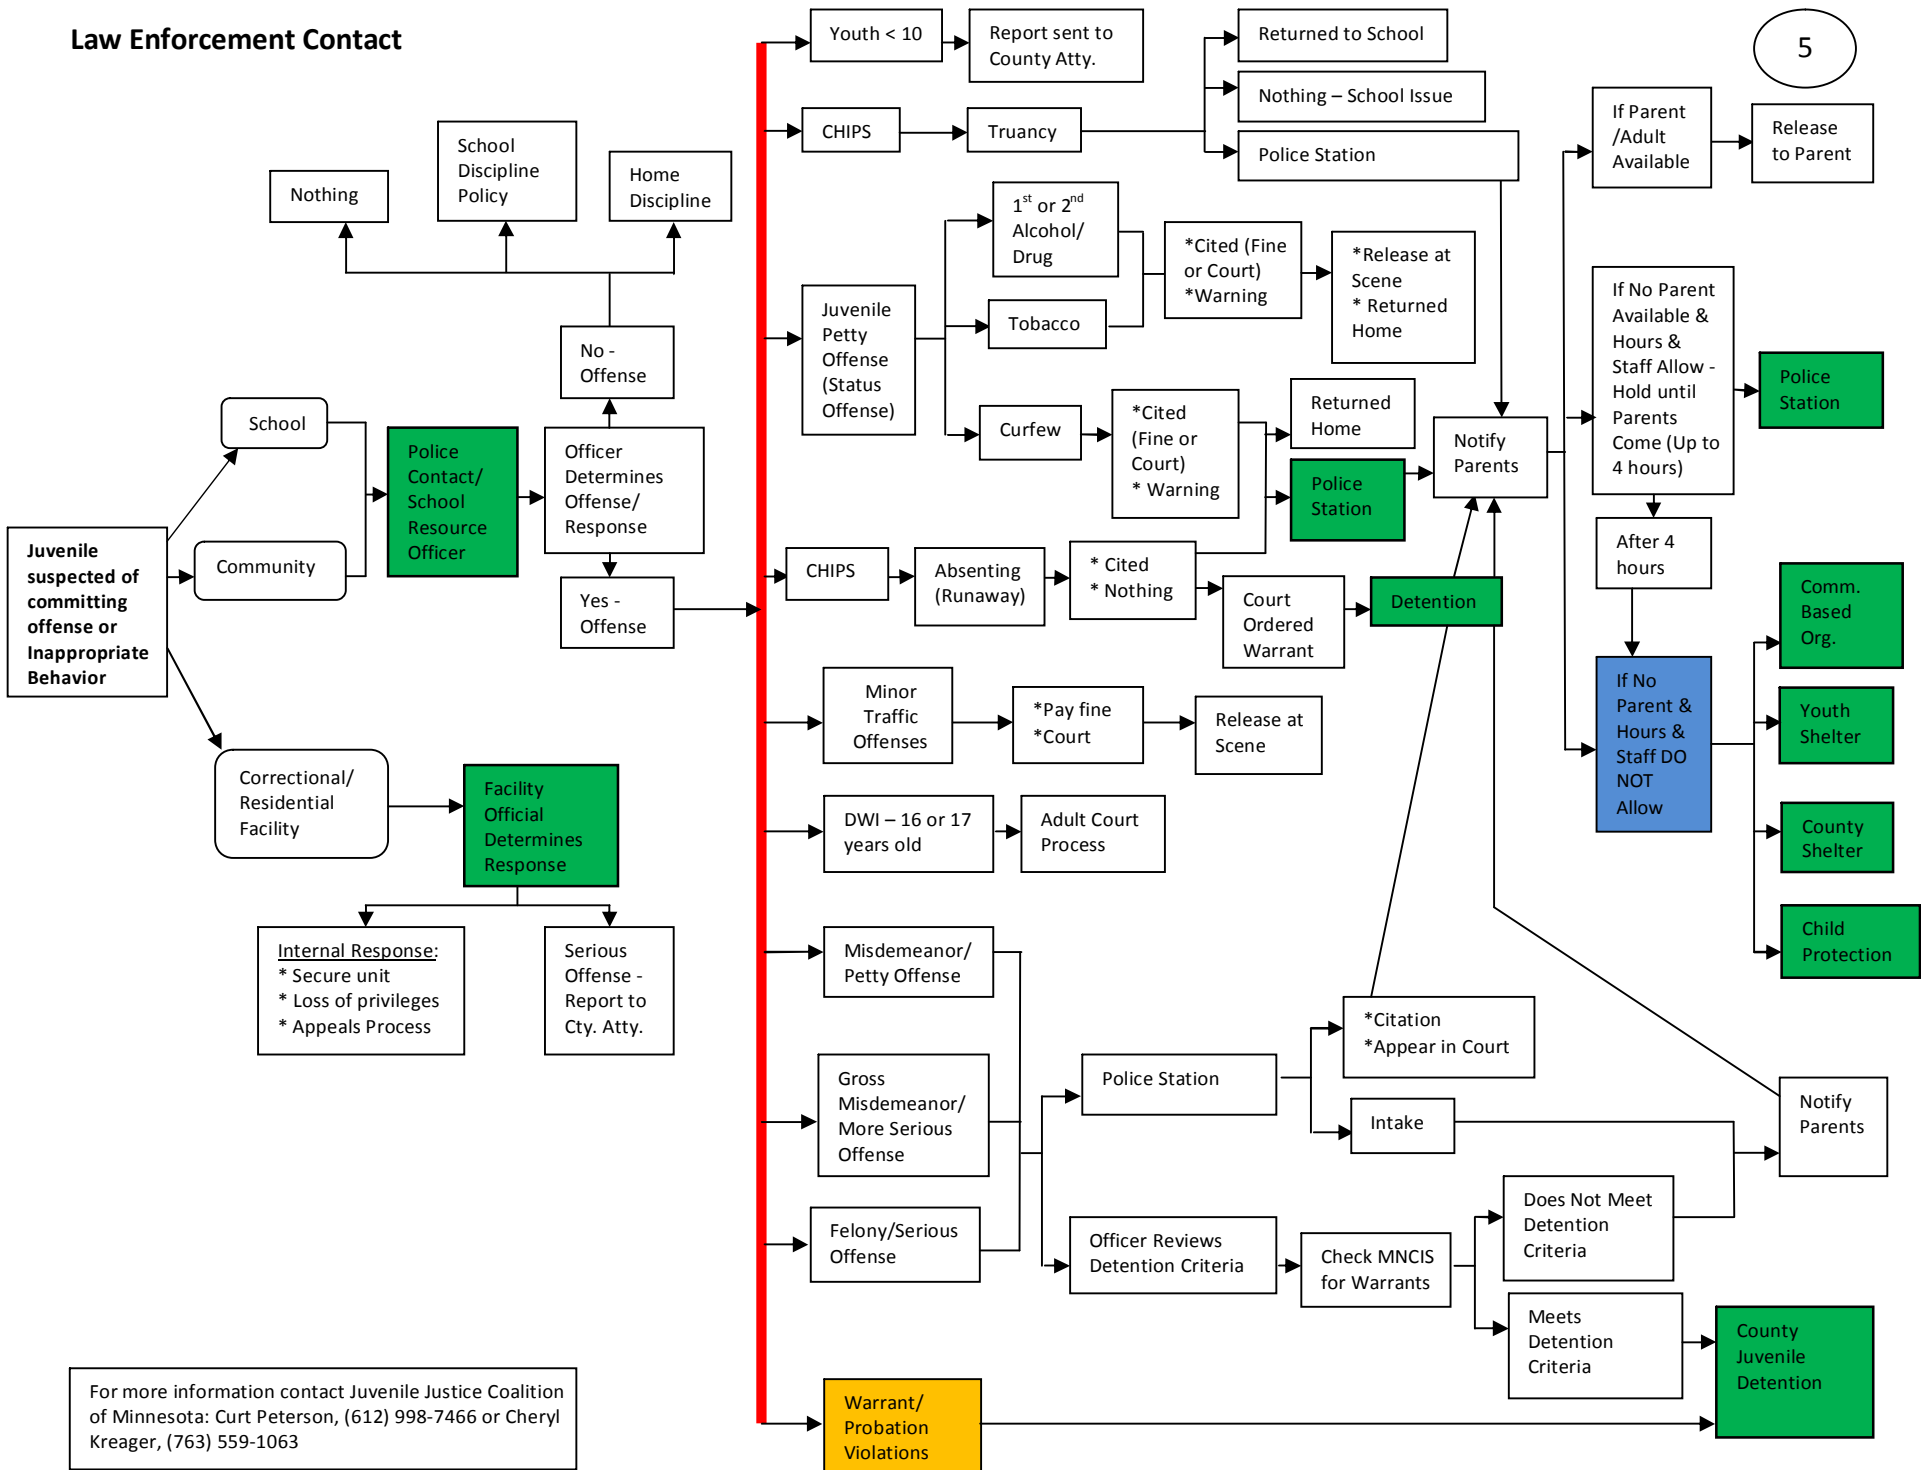 Law Enforcement Contact
5
Youth < 10
Report sent to
County Atty.
Returned to School
Nothing – School Issue
Police Station
CHIPS
Truancy
If Parent
/Adult
Available
Release
to Parent
Nothing
School
Discipline
Policy
Home
Discipline
No -
Offense
School
Community
Juvenile
suspected of
committing
offense or
Inappropriate
Behavior
Police
Contact/
School
Resource
Officer
Officer
Determines
Offense/
Response
Yes -
Offense
Correctional/
Residential
Facility
Facility
Official
Determines
Response
Internal Response:
* Secure unit
* Loss of privileges
* Appeals Process
Serious
Offense -
Report to
Cty. Atty.
Juvenile
Petty
Offense
(Status
Offense)
1st or 2nd
Alcohol/
Drug
Tobacco
*Cited (Fine
or Court)
*Warning
*Release at
Scene
* Returned
Home
Curfew
*Cited
(Fine or
Court)
* Warning
Returned
Home
Police
Station
Notify
Parents
If No Parent
Available &
Hours &
Staff Allow -
Hold until
Parents
Come (Up to
4 hours)
Police
Station
After 4
hours
CHIPS
Absenting
(Runaway)
* Cited
* Nothing
Court
Ordered
Warrant
Detention
If No
Parent &
Hours &
Staff DO
NOT
Allow
Comm.
Based
Org.
Youth
Shelter
County
Shelter
Child
Protection
Minor
Traffic
Offenses
*Pay fine
*Court
Release at
Scene
DWI – 16 or 17
years old
Adult Court
Process
Misdemeanor/
Petty Offense
Gross
Misdemeanor/
More Serious
Offense
Felony/Serious
Offense
Police Station
*Citation
*Appear in Court
Intake
Notify
Parents
Officer Reviews
Detention Criteria
Check MNCIS
for Warrants
Does Not Meet
Detention
Criteria
Meets
Detention
Criteria
County
Juvenile
Detention
Warrant/
Probation
Violations
For more information contact Juvenile Justice Coalition
of Minnesota: Curt Peterson, (612) 998-7466 or Cheryl
Kreager, (763) 559-1063